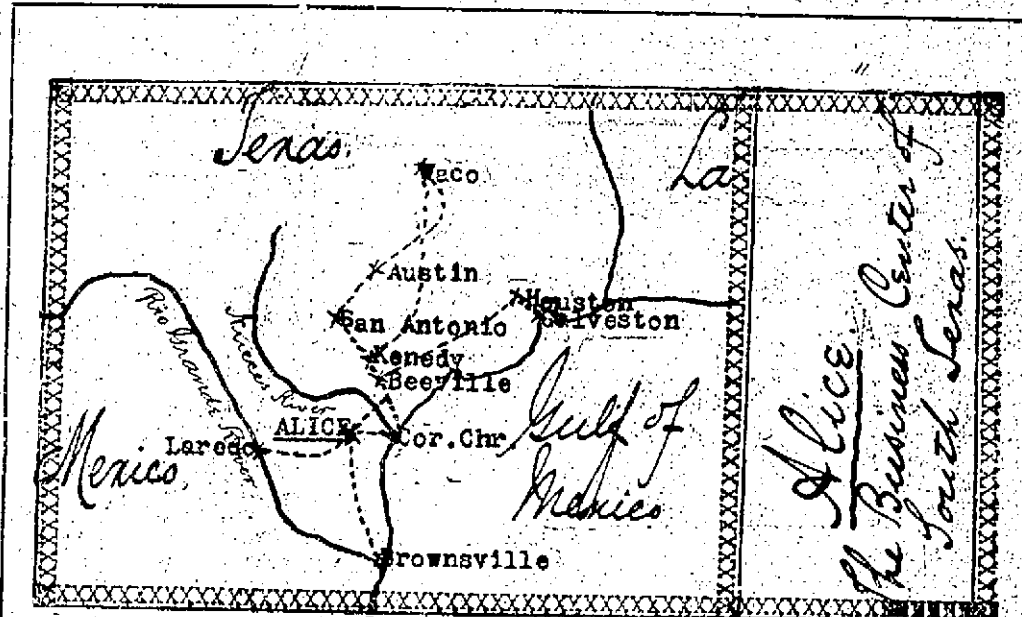 Texas.
La
Waco
Austin
Houston
San Antonio
Galveston
Kenedy
Beeville
Rio Grande River
Nueces River
ALICE
Laredo
Cor.Chr.
Mexico
Gulf of
Mexico
Brownsville
Alice.
The Business Center of
South Texas.